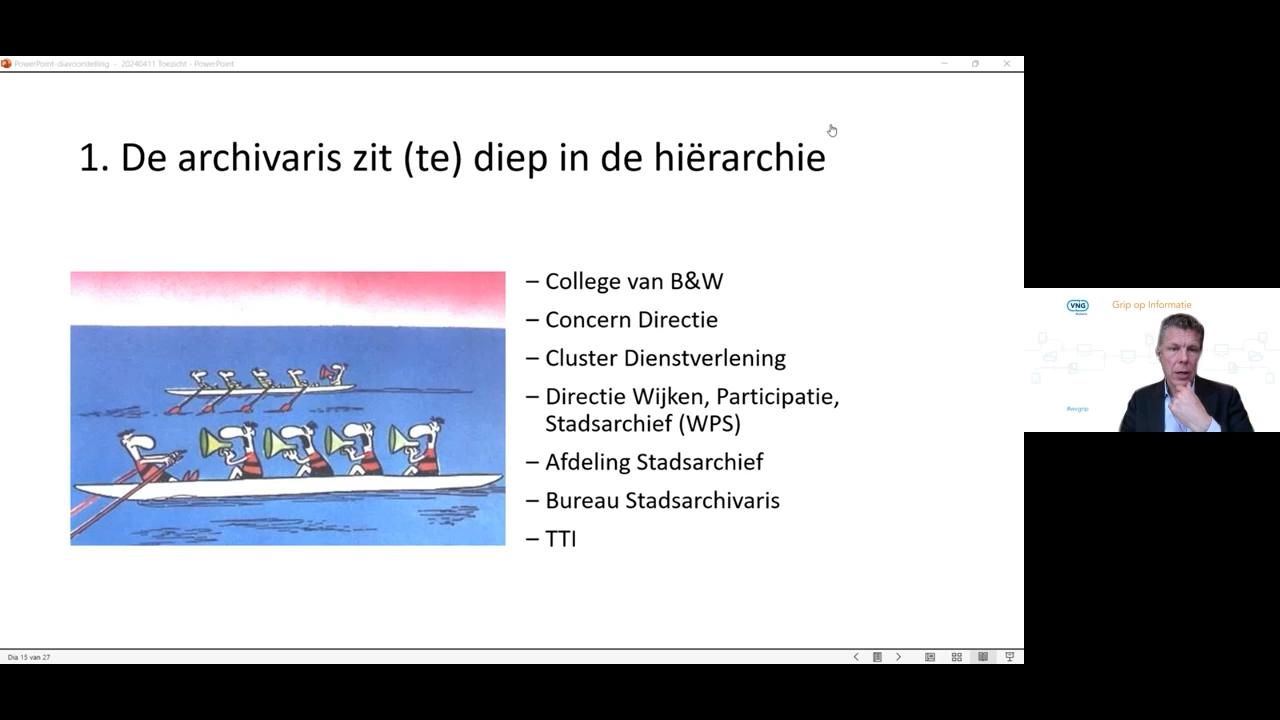 PowerPoint-diavoorstelling - 20240411 Toezicht - PowerPoint
1. De archivaris zit (te) diep in de hiërarchie
– College van B&W
– Concern Directie
– Cluster Dienstverlening
– Directie Wijken, Participatie,
Stadsarchief (WPS)
– Afdeling Stadsarchief
– Bureau Stadsarchivaris
– TTI
VNG
Grip op Informatie
Dia 15 van 27